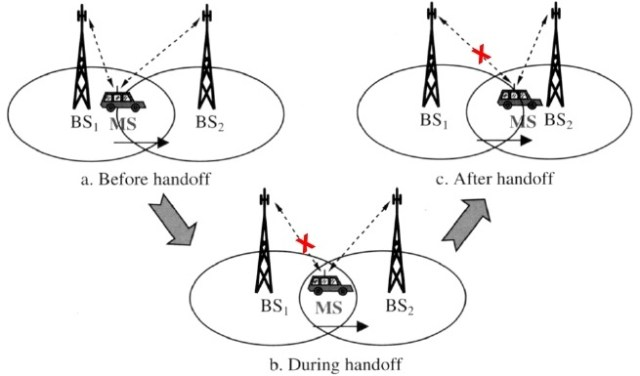 BS₁ MS BS₂
a. Before handoff
BS₁ MS BS₂
c. After handoff
BS₁ MS BS₂
b. During handoff